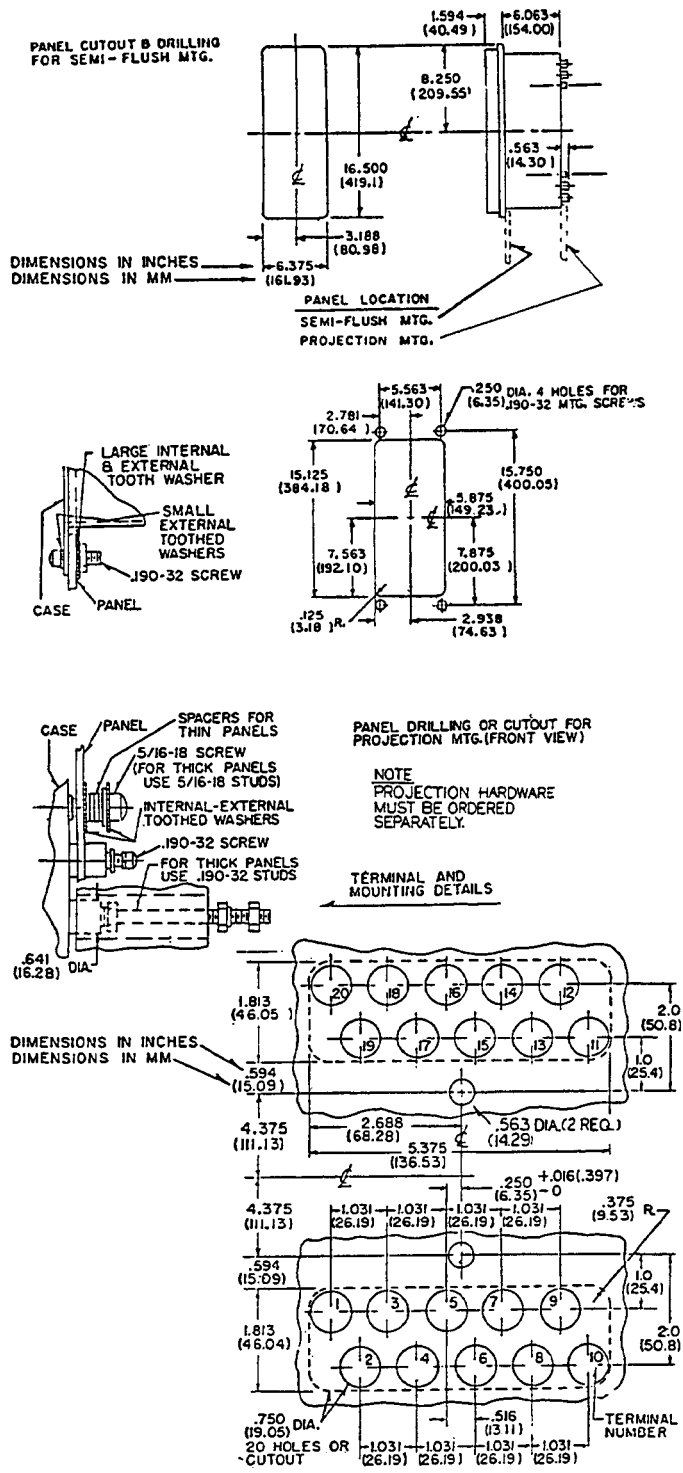 PANEL CUTOUT B DRILLING
FOR SEMI-FLUSH MTG.
1.594
(40.49)
6.063
(154.00)
8.250
(209.55)
16.500
(419.1)
.563
(14.30)
3.188
(80.98)
6.375
(161.93)
DIMENSIONS IN INCHES
DIMENSIONS IN MM
PANEL LOCATION
SEMI-FLUSH MTG.
PROJECTION MTG.
5.563
(141.30)
.250 DIA. 4 HOLES FOR
(6.35) .190-32 MTG. SCREWS
2.781
(70.64)
15.125
(384.18)
15.750
(400.05)
5.875
(149.23)
7.563
(192.10)
7.875
(200.03)
.125 R.
(3.18)
2.938
(74.63)
LARGE INTERNAL
& EXTERNAL
TOOTH WASHER
SMALL
EXTERNAL
TOOTHED
WASHERS
.190-32 SCREW
CASE
PANEL
CASE
PANEL
SPACERS FOR
THIN PANELS
5/16-18 SCREW
(FOR THICK PANELS
USE 5/16-18 STUDS)
INTERNAL-EXTERNAL
TOOTHED WASHERS
.190-32 SCREW
FOR THICK PANELS
USE .190-32 STUDS
.641
(16.28) DIA.
PANEL DRILLING OR CUTOUT FOR
PROJECTION MTG.(FRONT VIEW)
NOTE
PROJECTION HARDWARE
MUST BE ORDERED
SEPARATELY.
TERMINAL AND
MOUNTING DETAILS
20 18 16 14 12
19 17 15 13 11
1.813
(46.05)
2.0
(50.8)
1.0
(25.4)
DIMENSIONS IN INCHES
DIMENSIONS IN MM
.594
(15.09)
4.375
(111.13)
2.688
(68.28)
5.375
(136.53)
.563 DIA.(2 REQ.)
(14.29)
.250 +.016(.397)
(6.35) -0
4.375
(111.13)
1.031 1.031 1.031 1.031
(26.19) (26.19) (26.19) (26.19)
.375 R.
(9.53)
.594
(15.09)
1.0
(25.4)
2.0
(50.8)
1.813
(46.04)
1 3 5 7 9
2 4 6 8 10
.750 DIA.
(19.05)
20 HOLES OR
CUTOUT
.516
(13.11)
1.031 1.031 1.031 1.031
(26.19) (26.19) (26.19) (26.19)
TERMINAL
NUMBER